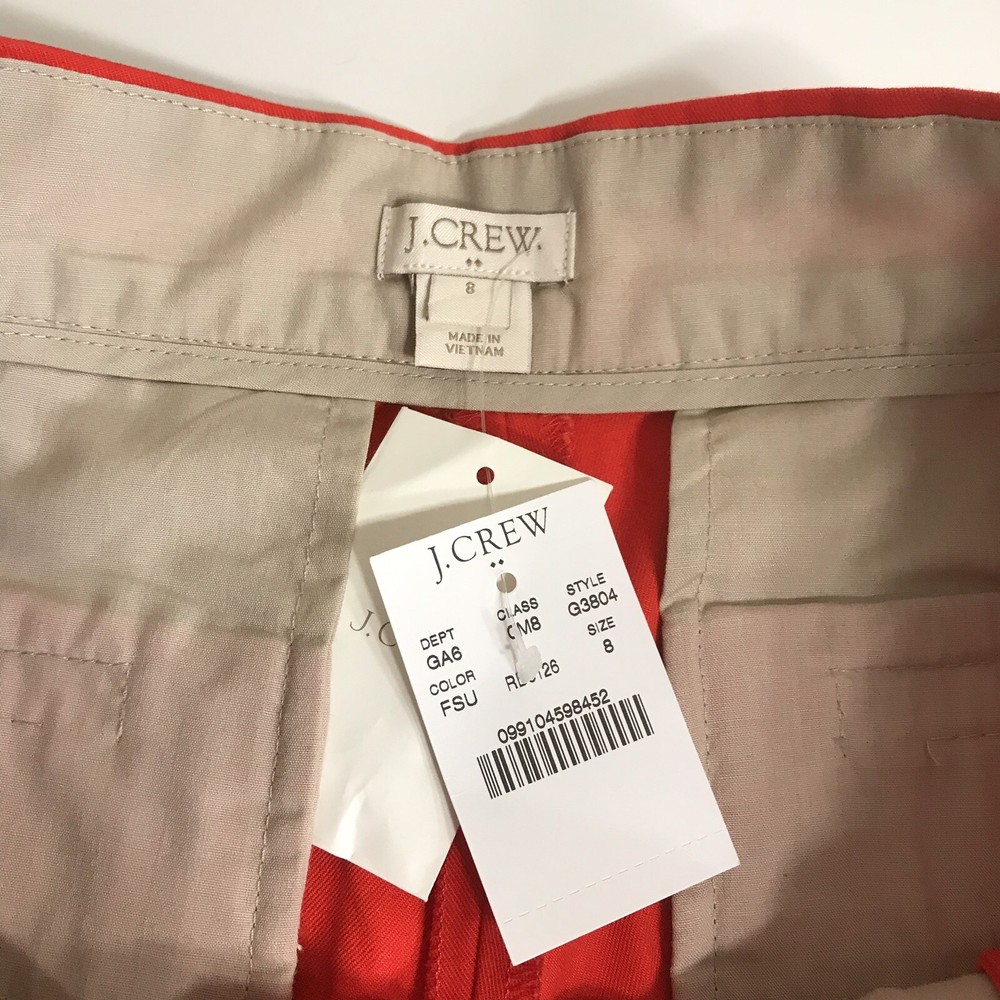 J.CREW.
8
MADE IN
VIETNAM
J.CREW
DEPT CLASS STYLE
GA6 G3804
COLOR SIZE
FSU 8
099104598452
J.C